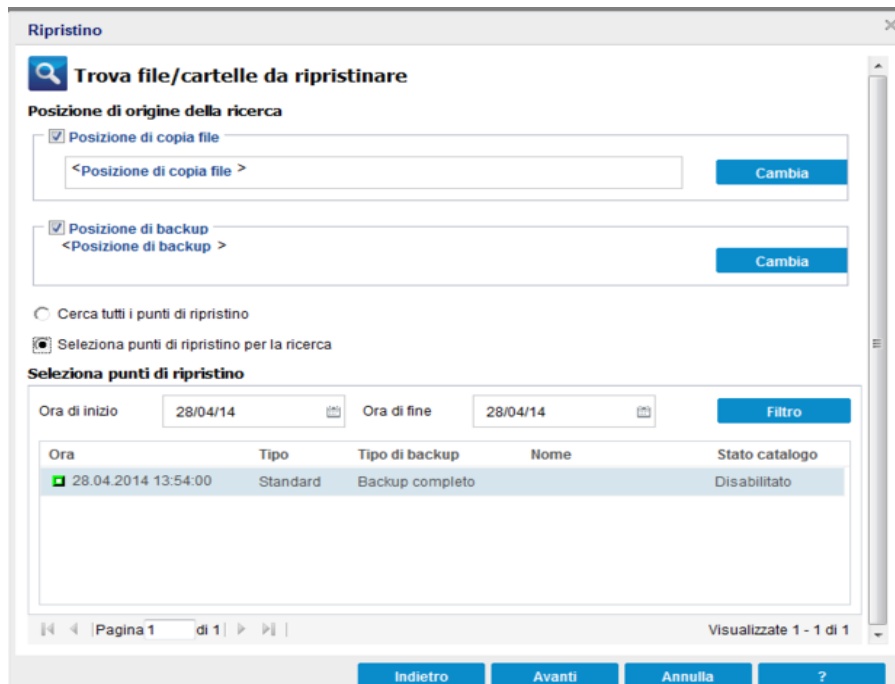 Ripristino
Trova file/cartelle da ripristinare
Posizione di origine della ricerca
Posizione di copia file
<Posizione di copia file >
Cambia
Posizione di backup
<Posizione di backup >
Cambia
Cerca tutti i punti di ripristino
Seleziona punti di ripristino per la ricerca
Seleziona punti di ripristino
Ora di inizio 28/04/14 Ora di fine 28/04/14 Filtro
Ora Tipo Tipo di backup Nome Stato catalogo
28.04.2014 13:54:00 Standard Backup completo Disabilitato
Pagina 1 di 1 Visualizzate 1 - 1 di 1
Indietro Avanti Annulla ?